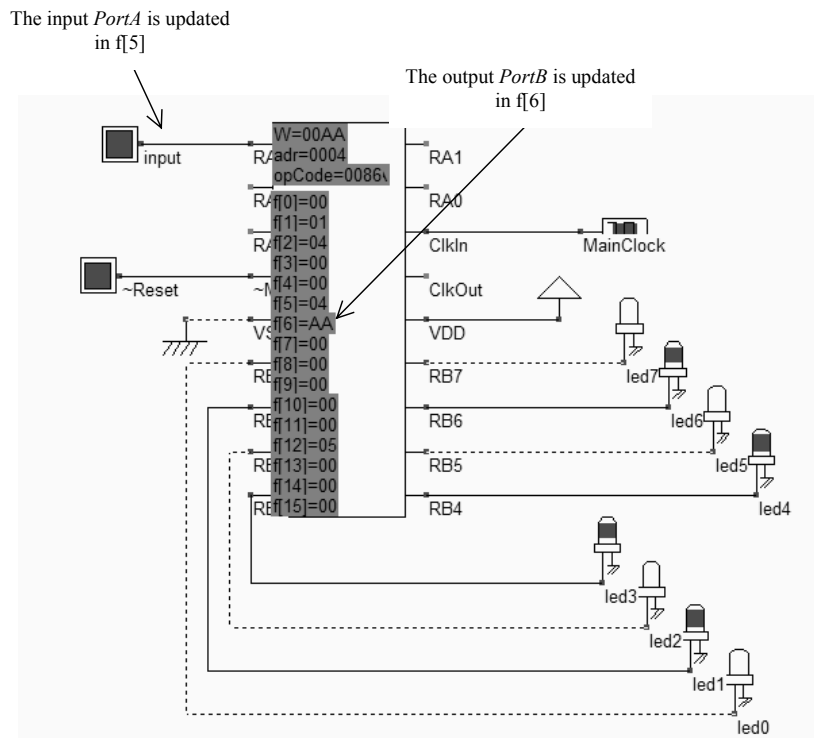 The input PortA is updated
in f[5]
The output PortB is updated
in f[6]
input
~Reset
W=00AA
adr=0004
opCode=0086
f[0]=00
f[1]=01
f[2]=04
f[3]=00
f[4]=00
f[5]=04
f[6]=AA
f[7]=00
f[8]=00
f[9]=00
f[10]=00
f[11]=00
f[12]=05
f[13]=00
f[14]=00
f[15]=00
RA1
RA0
ClkIn
MainClock
ClkOut
VDD
RB7
RB6
RB5
RB4
led7
led6
led5
led4
led3
led2
led1
led0